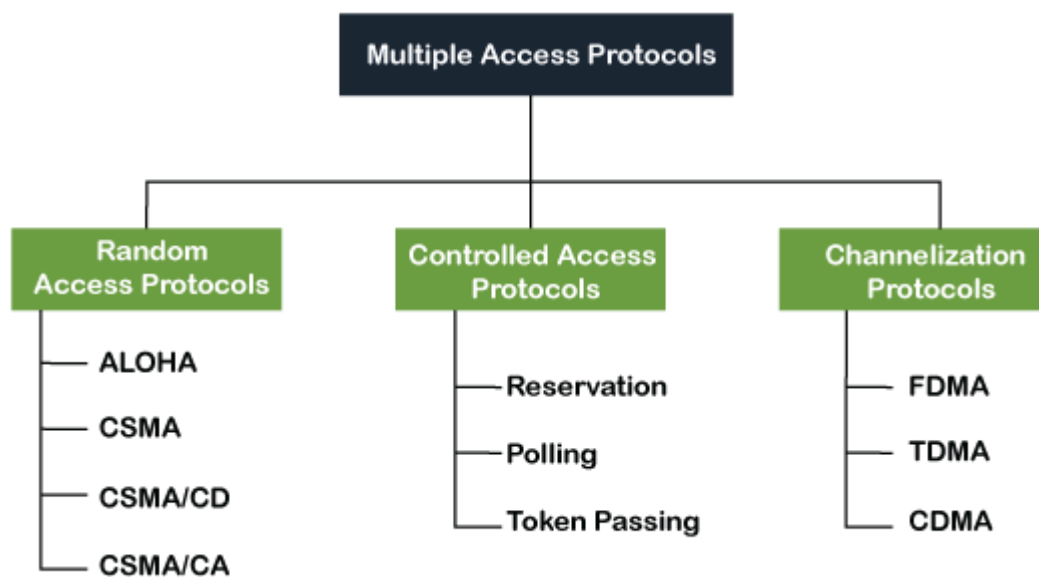 Multiple Access Protocols
Random
Access Protocols
ALOHA
CSMA
CSMA/CD
CSMA/CA
Controlled Access
Protocols
Reservation
Polling
Token Passing
Channelization
Protocols
FDMA
TDMA
CDMA